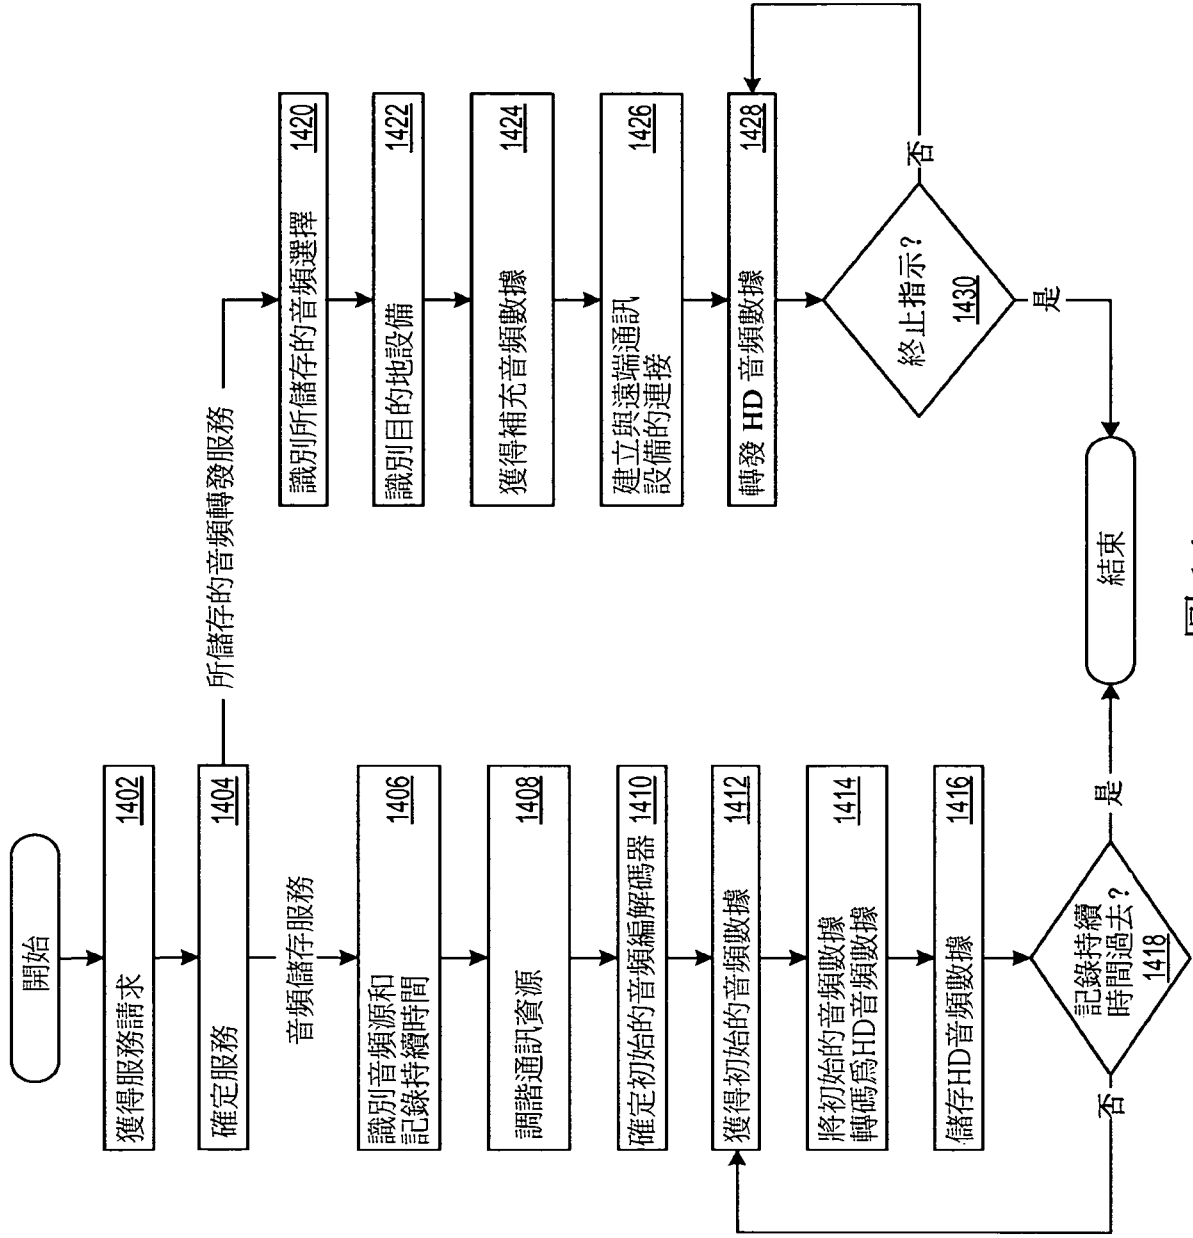 開始
獲得服務請求 1402
確定服務 1404
所儲存的音頻轉發服務
音頻儲存服務
識別音頻源和
記錄持續時間 1406
調諧通訊資源 1408
確定初始的音頻編解碼器 1410
獲得初始的音頻數據 1412
將初始的音頻數據
轉碼爲HD音頻數據 1414
儲存HD音頻數據 1416
記錄持續
時間過去?
1418
否
是
識別所儲存的音頻選擇 1420
識別目的地設備 1422
獲得補充音頻數據 1424
建立與遠端通訊
設備的連接 1426
轉發 HD 音頻數據 1428
終止指示?
1430
否
是
結束